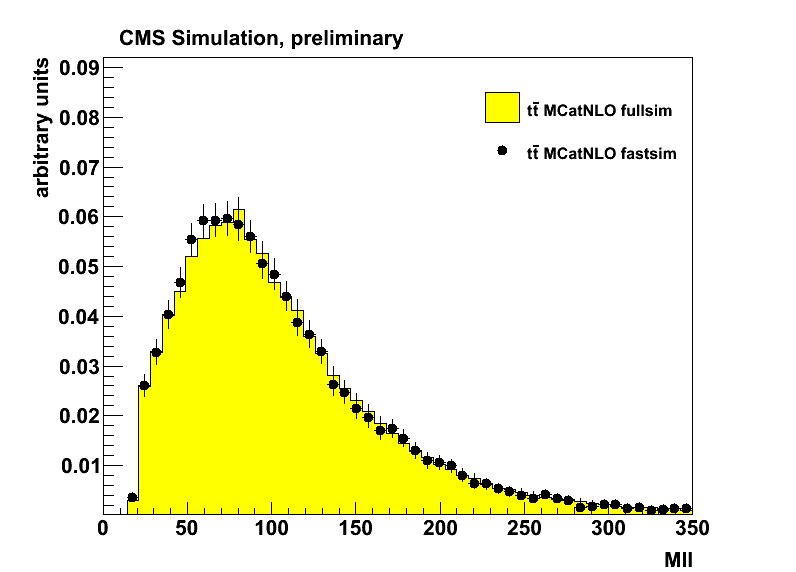 CMS Simulation, preliminary
arbitrary units
0.09
0.08
0.07
0.06
0.05
0.04
0.03
0.02
0.01
tt̅ MCatNLO fullsim
tt̅ MCatNLO fastsim
0 50 100 150 200 250 300 350
Mll